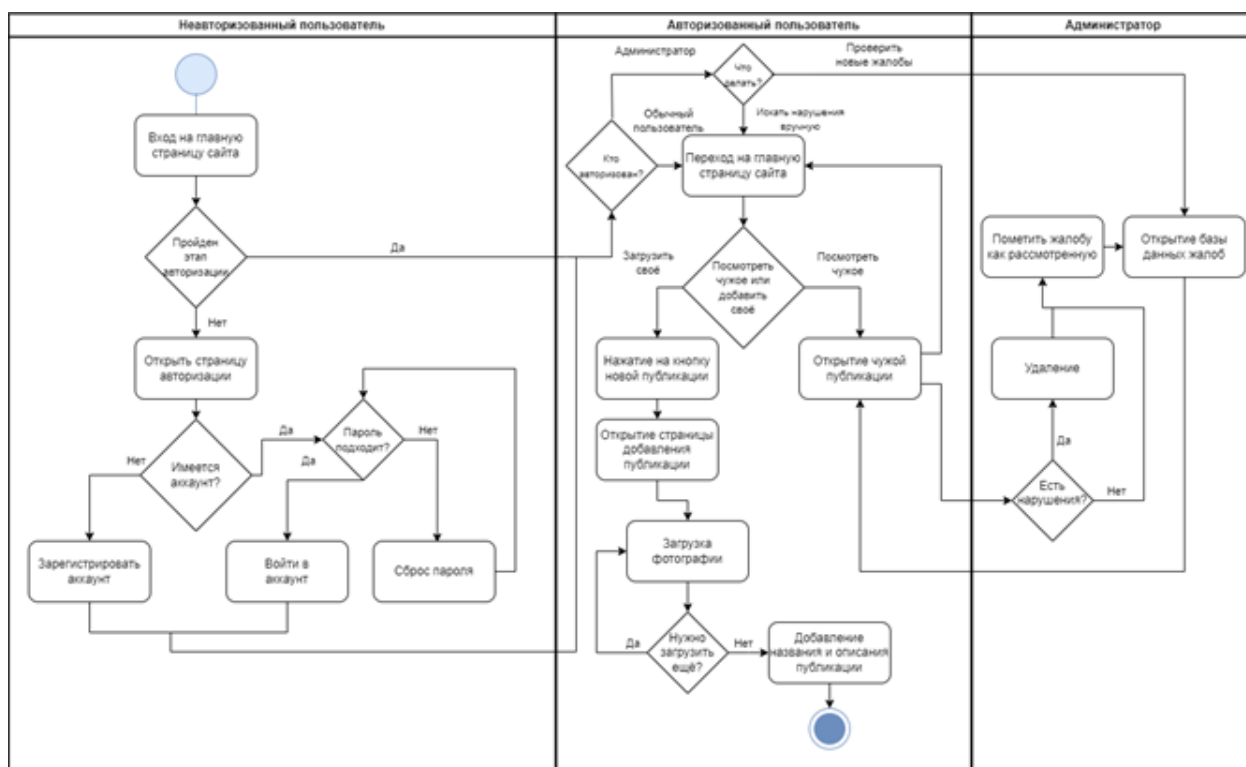 Неавторизованный пользователь
Авторизованный пользователь
Администратор
Вход на главную
страницу сайта
Пройден
этап
авторизации
Да
Нет
Открыть страницу
авторизации
Имеется
аккаунт?
Нет
Да
Пароль
подходит?
Нет
Да
Зарегистрировать
аккаунт
Войти в
аккаунт
Сброс пароля
Администратор
Что
делать?
Проверить
новые жалобы
Обычный
пользователь
Искать нарушения
вручную
Кто
авторизован?
Переход на главную
страницу сайта
Загрузить
своё
Посмотреть
чужое или
добавить
своё
Посмотреть
чужое
Нажатие на кнопку
новой публикации
Открытие чужой
публикации
Открытие страницы
добавления
публикации
Загрузка
фотографии
Да
Нужно
загрузить
ещё?
Нет
Добавление
названия и описания
публикации
Пометить жалобу
как рассмотренную
Открытие базы
данных жалоб
Удаление
Да
Есть
нарушения?
Нет